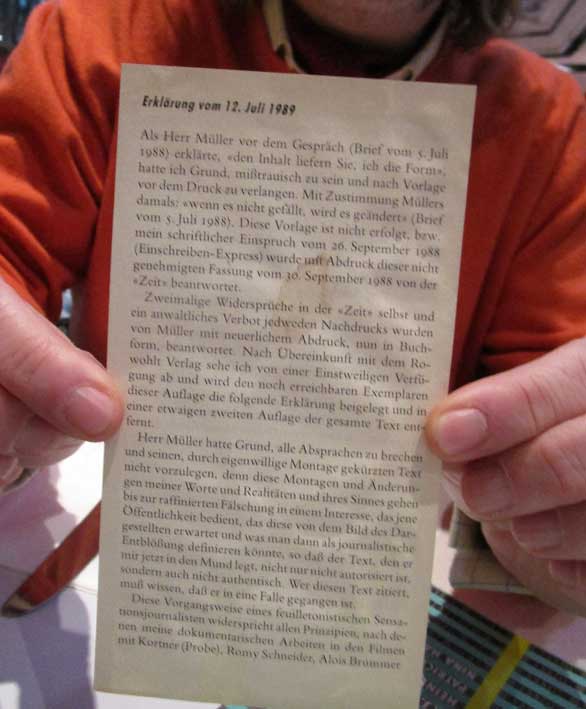 Erklärung vom 12. Juli 1989
Als Herr Müller vor dem Gespräch (Brief vom 5. Juli
1988) erklärte, «den Inhalt liefern Sie, ich die Form»,
hatte ich Grund, mißtrauisch zu sein und nach Vorlage
vor dem Druck zu verlangen. Mit Zustimmung Müllers
damals: «wenn es nicht gefällt, wird es geändert» (Brief
vom 5. Juli 1988). Diese Vorlage ist nicht erfolgt, bzw.
mein schriftlicher Einspruch vom 26. September 1988
(Einschreiben-Express) wurde mit Abdruck dieser nicht
genehmigten Fassung vom 30. September 1988 von der
«Zeit» beantwortet.
Zweimalige Widersprüche in der «Zeit» selbst und
ein anwaltliches Verbot jedweden Nachdrucks wurden
von Müller mit neuerlichem Abdruck, nun in Buch-
form, beantwortet. Nach Übereinkunft mit dem Ro-
wohlt Verlag sehe ich von einer Einstweiligen Verfü-
gung ab und wird den noch erreichbaren Exemplaren
dieser Auflage die folgende Erklärung beigelegt und in
einer etwaigen zweiten Auflage der gesamte Text ent-
fernt.
Herr Müller hatte Grund, alle Absprachen zu brechen
und seinen, durch eigenwillige Montage gekürzten Text
nicht vorzulegen, denn diese Montagen und Änderun-
gen meiner Worte und Realitäten und ihres Sinnes gehen
bis zur raffinierten Fälschung in einem Interesse, das jene
Öffentlichkeit bedient, das diese von dem Bild des Dar-
gestellten erwartet und was man dann als journalistische
Entblößung definieren könnte, so daß der Text, den er
mir jetzt in den Mund legt, nicht nur nicht autorisiert ist,
sondern auch nicht authentisch. Wer diesen Text zitiert,
muß wissen, daß er in eine Falle gegangen ist.
Diese Vorgangsweise eines feuilletonistischen Sensa-
tionsjournalisten widerspricht allen Prinzipien, nach de-
nen meine dokumentarischen Arbeiten in den Filmen
mit Kortner (Probe), Romy Schneider, Alois Brummer